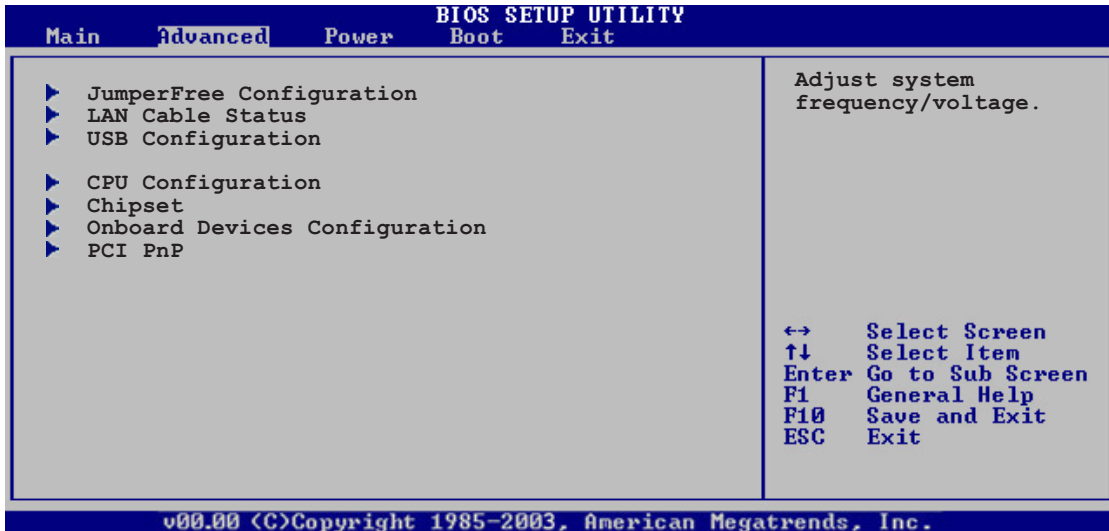 BIOS SETUP UTILITY
Main Advanced Power Boot Exit
JumperFree Configuration
LAN Cable Status
USB Configuration
CPU Configuration
Chipset
Onboard Devices Configuration
PCI PnP
Adjust system
frequency/voltage.
←→ Select Screen
↑↓ Select Item
Enter Go to Sub Screen
F1 General Help
F10 Save and Exit
ESC Exit
v00.00 (C)Copyright 1985-2003, American Megatrends, Inc.